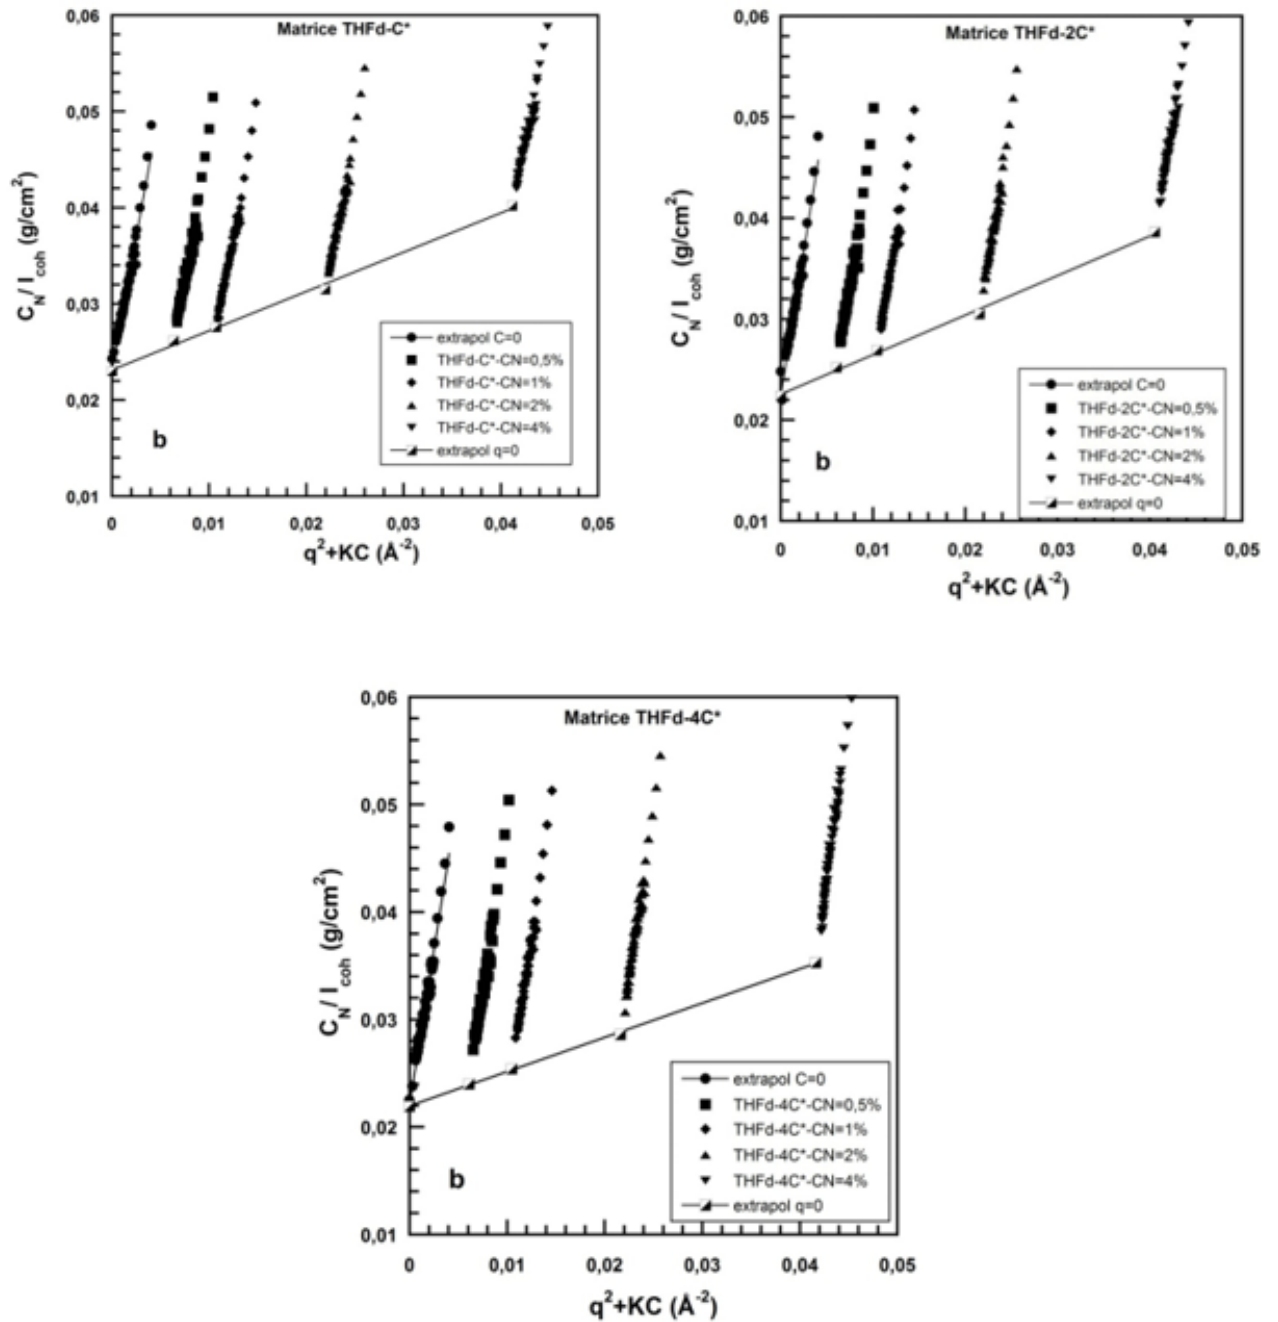 Matrice THFd-C*
C_N / I_coh (g/cm²)
0,06
0,05
0,04
0,03
0,02
0,01
extrapol C=0
THFd-C*-CN=0,5%
THFd-C*-CN=1%
THFd-C*-CN=2%
THFd-C*-CN=4%
extrapol q=0
b
0 0,01 0,02 0,03 0,04 0,05
q²+KC (Å⁻²)
Matrice THFd-2C*
C_N / I_coh (g/cm²)
0,06
0,05
0,04
0,03
0,02
0,01
extrapol C=0
THFd-2C*-CN=0,5%
THFd-2C*-CN=1%
THFd-2C*-CN=2%
THFd-2C*-CN=4%
extrapol q=0
b
0 0,01 0,02 0,03 0,04 0,05
q²+KC (Å⁻²)
Matrice THFd-4C*
C_N / I_coh (g/cm²)
0,06
0,05
0,04
0,03
0,02
0,01
extrapol C=0
THFd-4C*-CN=0,5%
THFd-4C*-CN=1%
THFd-4C*-CN=2%
THFd-4C*-CN=4%
extrapol q=0
b
0 0,01 0,02 0,03 0,04 0,05
q²+KC (Å⁻²)